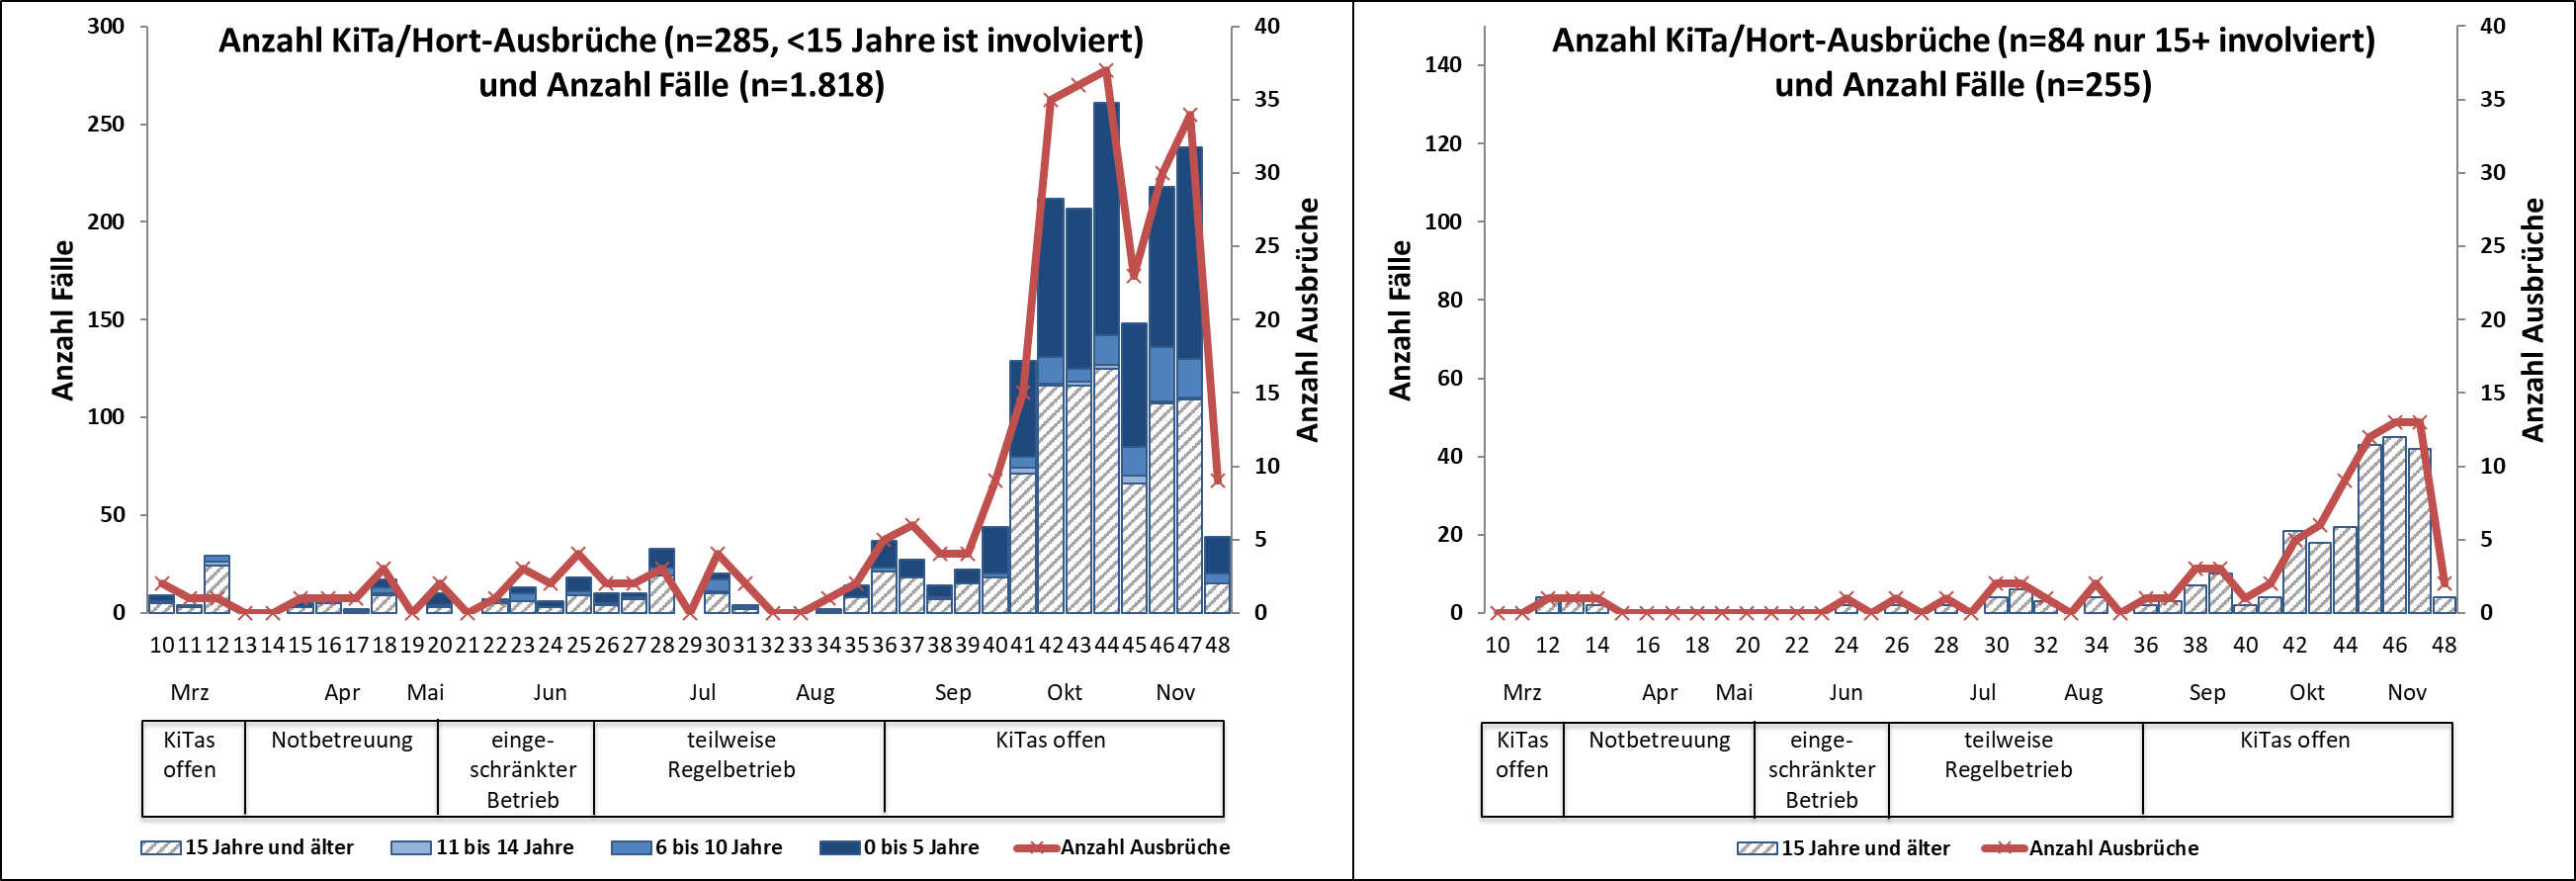 Anzahl KiTa/Hort-Ausbrüche (n=285, <15 Jahre ist involviert)
und Anzahl Fälle (n=1.818)
Anzahl Fälle
300
250
200
150
100
50
0
40
35
30
25
20
15
10
5
0
Anzahl Ausbrüche
10 11 12 13 14 15 16 17 18 19 20 21 22 23 24 25 26 27 28 29 30 31 32 33 34 35 36 37 38 39 40 41 42 43 44 45 46 47 48
Mrz Apr Mai Jun Jul Aug Sep Okt Nov
KiTas
offen
Notbetreuung
einge-
schränkter
Betrieb
teilweise
Regelbetrieb
KiTas offen
15 Jahre und älter 11 bis 14 Jahre 6 bis 10 Jahre 0 bis 5 Jahre Anzahl Ausbrüche
Anzahl KiTa/Hort-Ausbrüche (n=84 nur 15+ involviert)
und Anzahl Fälle (n=255)
Anzahl Fälle
140
120
100
80
60
40
20
0
40
35
30
25
20
15
10
5
0
Anzahl Ausbrüche
10 12 14 16 18 20 22 24 26 28 30 32 34 36 38 40 42 44 46 48
Mrz Apr Mai Jun Jul Aug Sep Okt Nov
KiTas
offen
Notbetreuung
einge-
schränkter
Betrieb
teilweise
Regelbetrieb
KiTas offen
15 Jahre und älter Anzahl Ausbrüche